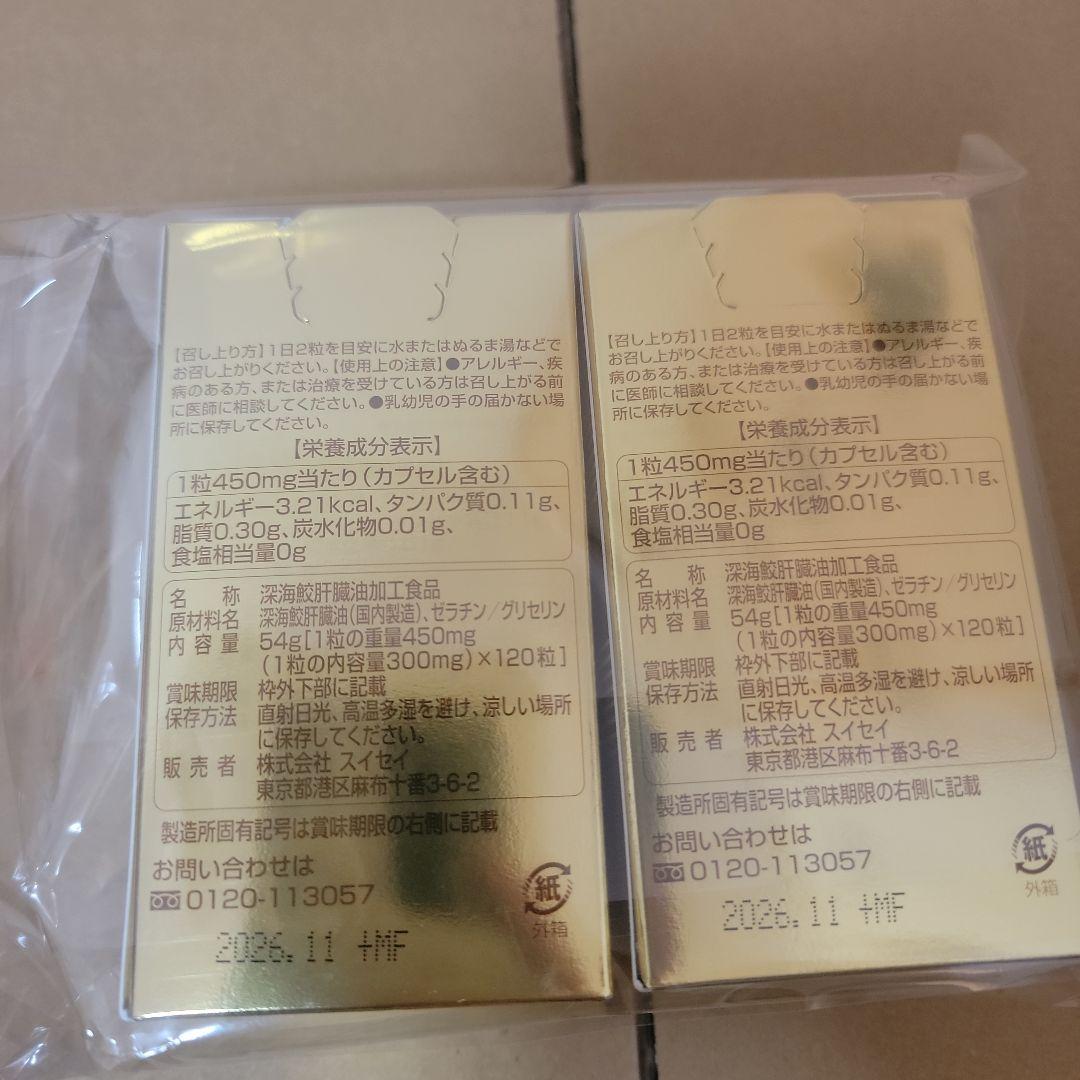 【召し上り方】1日2粒を目安に水またはぬるま湯などで
お召し上がりください。【使用上の注意】●アレルギー、疾
病のある方、または治療を受けている方は召し上がる前
に医師に相談してください。●乳幼児の手の届かない場
所に保存してください。
【栄養成分表示】
1粒450mg当たり(カプセル含む)
エネルギー3.21kcal、タンパク質0.11g、
脂質0.30g、炭水化物0.01g、
食塩相当量0g
名称 深海鮫肝臓油加工食品
原材料名 深海鮫肝臓油(国内製造)、ゼラチン/グリセリン
内容量 54g[1粒の重量450mg
(1粒の内容量300mg)×120粒]
賞味期限 枠外下部に記載
保存方法 直射日光、高温多湿を避け、涼しい場所
に保存してください。
販売者 株式会社 スイセイ
東京都港区麻布十番3-6-2
製造所固有記号は賞味期限の右側に記載
お問い合わせは
0120-113057
紙
外箱
2026.11 +MF
【召し上り方】1日2粒を目安に水またはぬるま湯などで
お召し上がりください。【使用上の注意】●アレルギー、疾
病のある方、または治療を受けている方は召し上がる前
に医師に相談してください。●乳幼児の手の届かない場
所に保存してください。
【栄養成分表示】
1粒450mg当たり(カプセル含む)
エネルギー3.21kcal、タンパク質0.11g、
脂質0.30g、炭水化物0.01g、
食塩相当量0g
名称 深海鮫肝臓油加工食品
原材料名 深海鮫肝臓油(国内製造)、ゼラチン/グリセリン
内容量 54g[1粒の重量450mg
(1粒の内容量300mg)×120粒]
賞味期限 枠外下部に記載
保存方法 直射日光、高温多湿を避け、涼しい場所
に保存してください。
販売者 株式会社 スイセイ
東京都港区麻布十番3-6-2
製造所固有記号は賞味期限の右側に記載
お問い合わせは
0120-113057
紙
外箱
2026.11 +MF